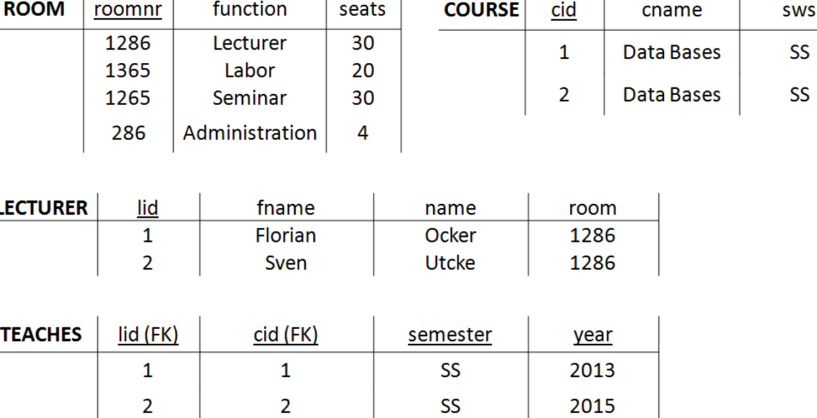 ROOM roomnr function seats
1286 Lecturer 30
1365 Labor 20
1265 Seminar 30
286 Administration 4
COURSE cid cname sws
1 Data Bases SS
2 Data Bases SS
LECTURER lid fname name room
1 Florian Ocker 1286
2 Sven Utcke 1286
TEACHES lid (FK) cid (FK) semester year
1 1 SS 2013
2 2 SS 2015